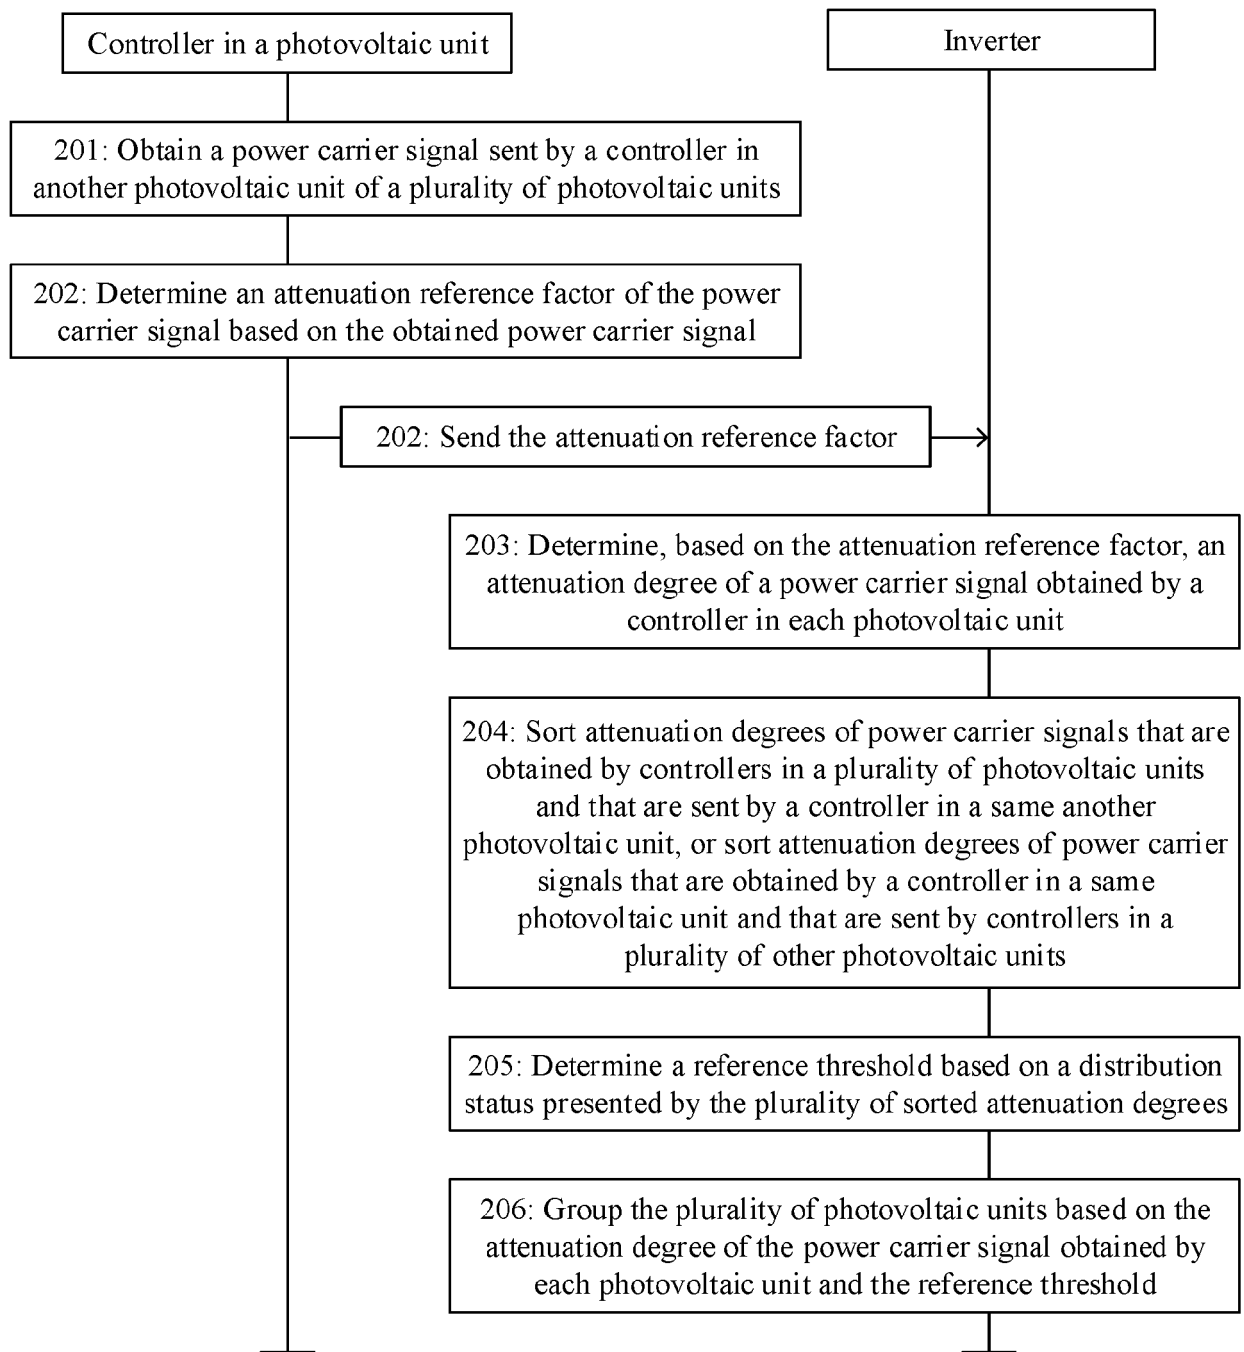 Controller in a photovoltaic unit
Inverter
201: Obtain a power carrier signal sent by a controller in
another photovoltaic unit of a plurality of photovoltaic units
202: Determine an attenuation reference factor of the power
carrier signal based on the obtained power carrier signal
202: Send the attenuation reference factor
203: Determine, based on the attenuation reference factor, an
attenuation degree of a power carrier signal obtained by a
controller in each photovoltaic unit
204: Sort attenuation degrees of power carrier signals that are
obtained by controllers in a plurality of photovoltaic units
and that are sent by a controller in a same another
photovoltaic unit, or sort attenuation degrees of power carrier
signals that are obtained by a controller in a same
photovoltaic unit and that are sent by controllers in a
plurality of other photovoltaic units
205: Determine a reference threshold based on a distribution
status presented by the plurality of sorted attenuation degrees
206: Group the plurality of photovoltaic units based on the
attenuation degree of the power carrier signal obtained by
each photovoltaic unit and the reference threshold